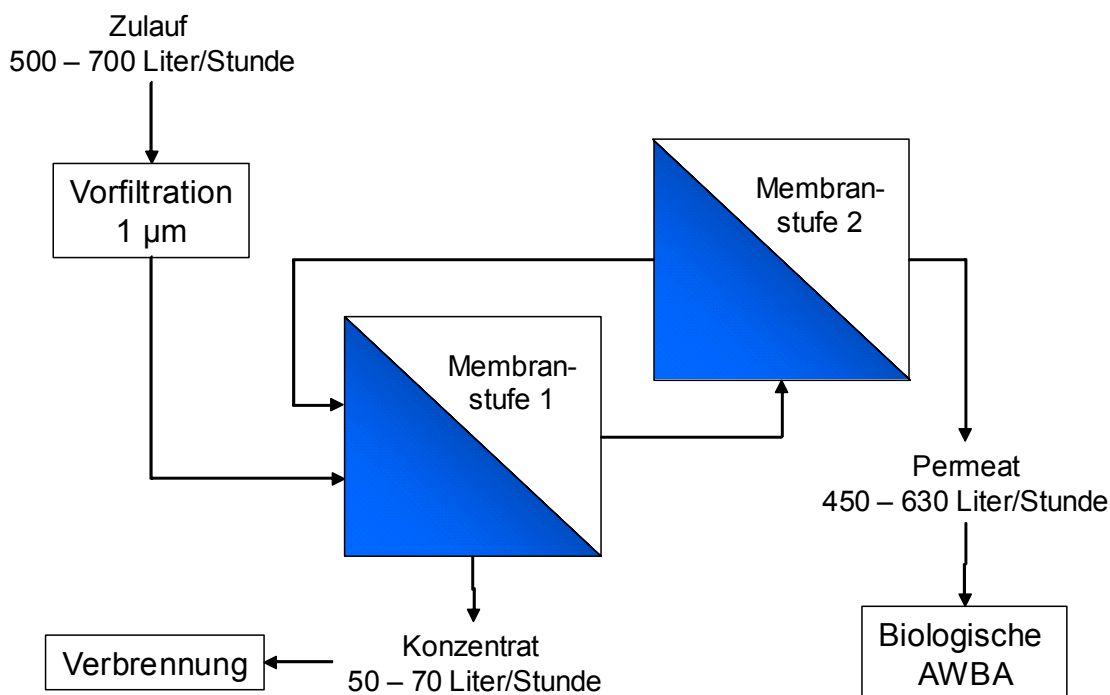 Zulauf
500 – 700 Liter/Stunde
Vorfiltration
1 µm
Membran-
stufe 2
Membran-
stufe 1
Permeat
450 – 630 Liter/Stunde
Konzentrat
50 – 70 Liter/Stunde
Verbrennung
Biologische
AWBA